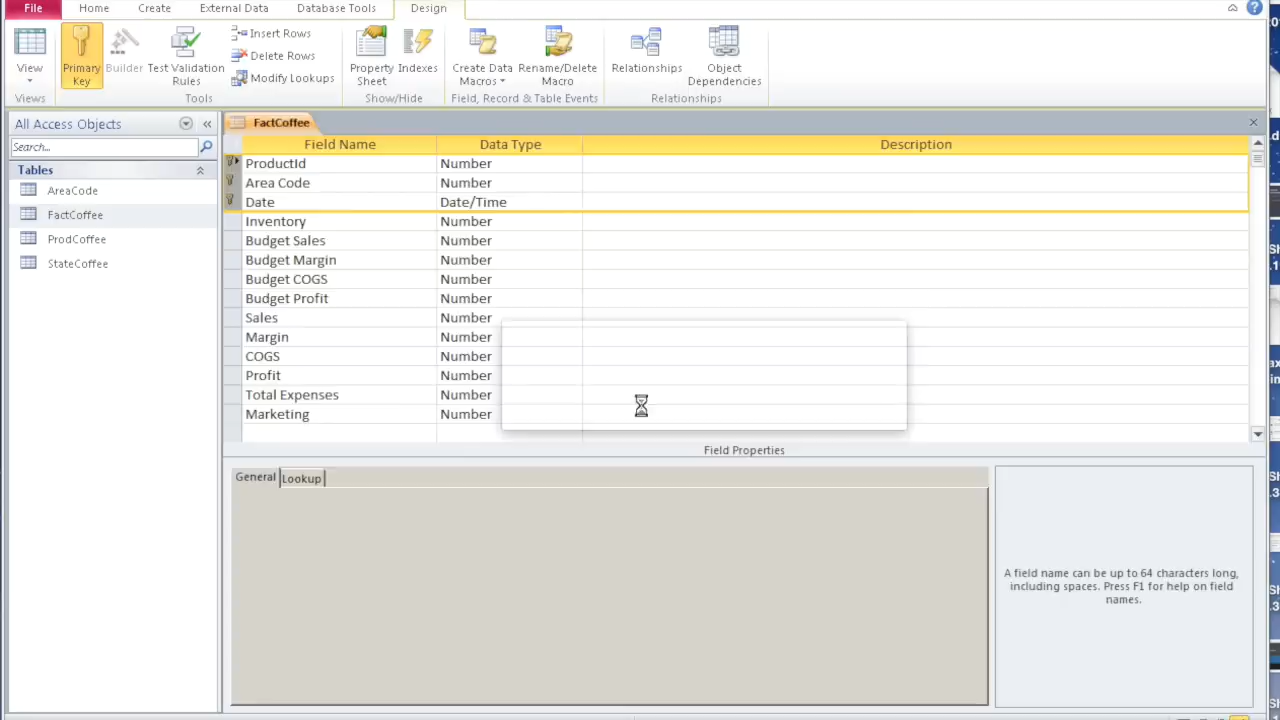 File Home Create External Data Database Tools Design
View
Primary Key
Builder
Test Validation Rules
Insert Rows
Delete Rows
Modify Lookups
Property Sheet
Indexes
Create Data Macros
Rename/Delete Macro
Relationships
Object Dependencies
Views Tools Show/Hide Field, Record & Table Events Relationships
All Access Objects
Search...
Tables
AreaCode
FactCoffee
ProdCoffee
StateCoffee
FactCoffee
Field Name Data Type Description
ProductId Number
Area Code Number
Date Date/Time
Inventory Number
Budget Sales Number
Budget Margin Number
Budget COGS Number
Budget Profit Number
Sales Number
Margin Number
COGS Number
Profit Number
Total Expenses Number
Marketing Number
Field Properties
General Lookup
A field name can be up to 64 characters long,
including spaces. Press F1 for help on field
names.